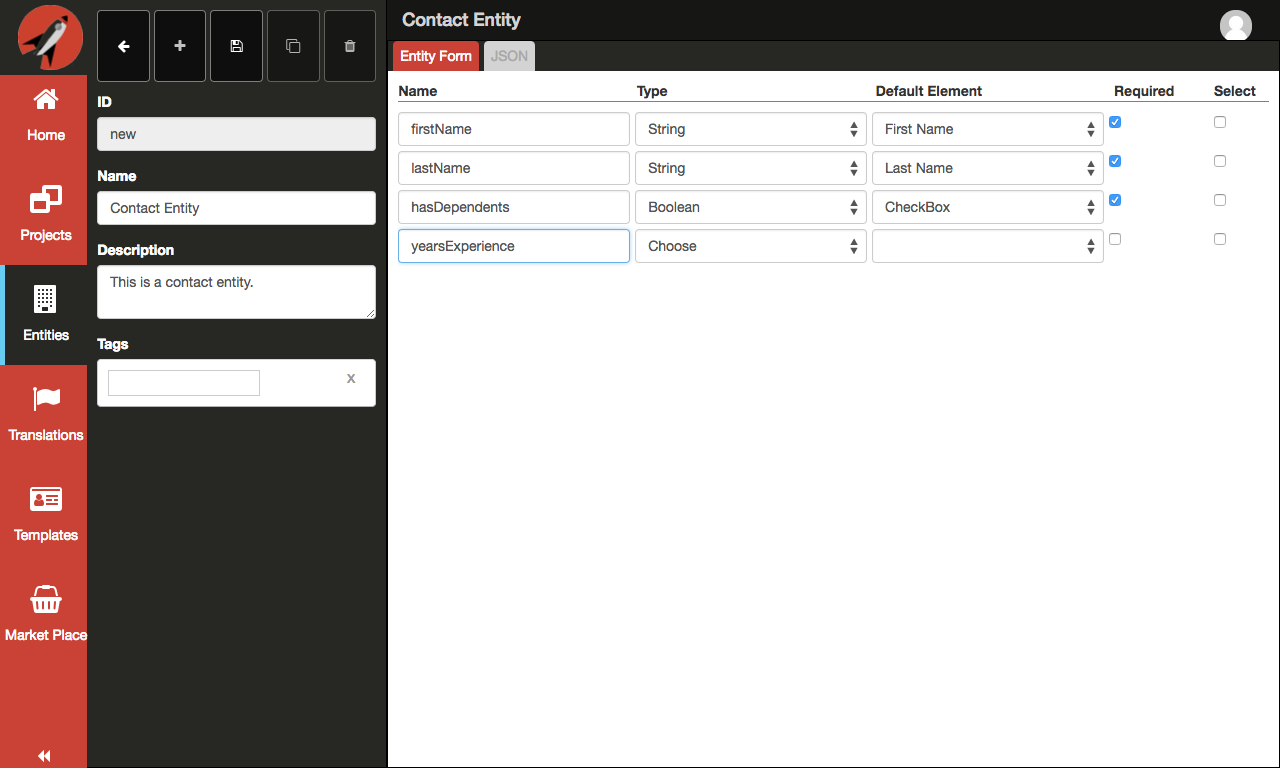 Contact Entity
Entity Form JSON
Home
Projects
Entities
Translations
Templates
Market Place
ID
new
Name
Contact Entity
Description
This is a contact entity.
Tags
X
Name Type Default Element Required Select
firstName String First Name
lastName String Last Name
hasDependents Boolean CheckBox
yearsExperience Choose